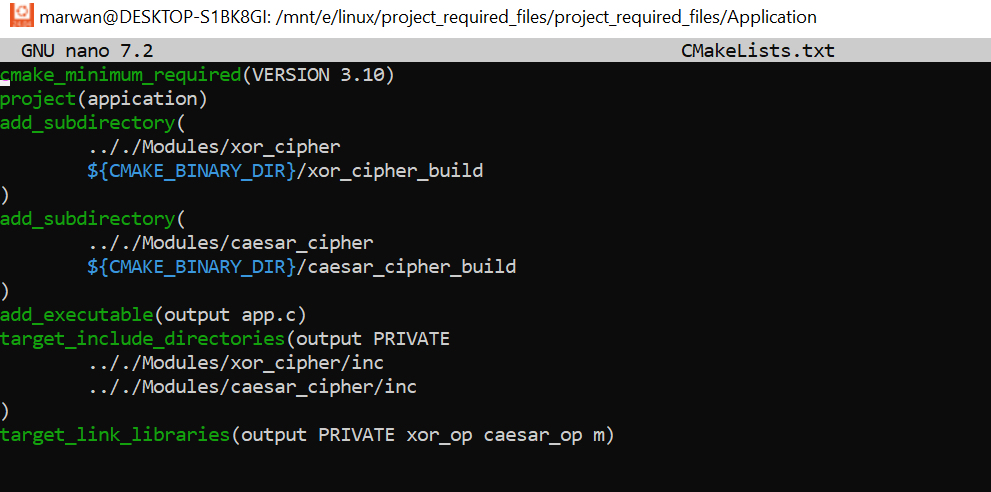 marwan@DESKTOP-S1BK8GI: /mnt/e/linux/project_required_files/project_required_files/Application
GNU nano 7.2 CMakeLists.txt
cmake_minimum_required(VERSION 3.10)
project(appication)
add_subdirectory(
        .././Modules/xor_cipher
        ${CMAKE_BINARY_DIR}/xor_cipher_build
)
add_subdirectory(
        .././Modules/caesar_cipher
        ${CMAKE_BINARY_DIR}/caesar_cipher_build
)
add_executable(output app.c)
target_include_directories(output PRIVATE
        .././Modules/xor_cipher/inc
        .././Modules/caesar_cipher/inc
)
target_link_libraries(output PRIVATE xor_op caesar_op m)